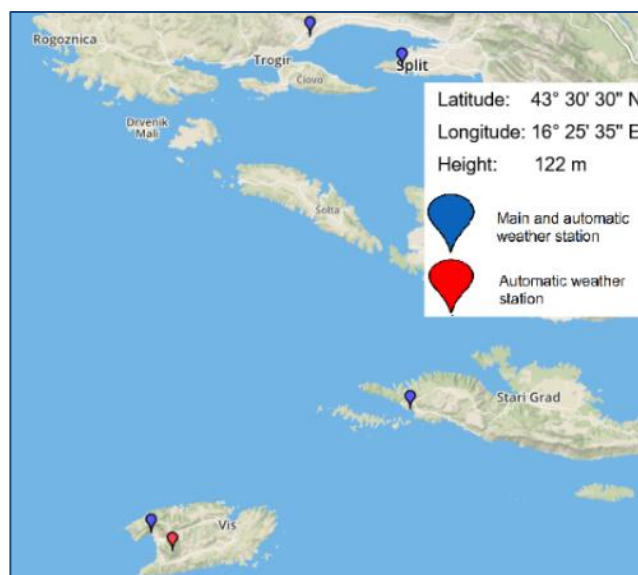 Rogoznica
Trogir
Split
Ciovo
Latitude: 43° 30' 30" N
Longitude: 16° 25' 35" E
Height: 122 m
Drvenik
Mali
Šolta
Main and automatic
weather station
Automatic weather
station
Stari Grad
Vis